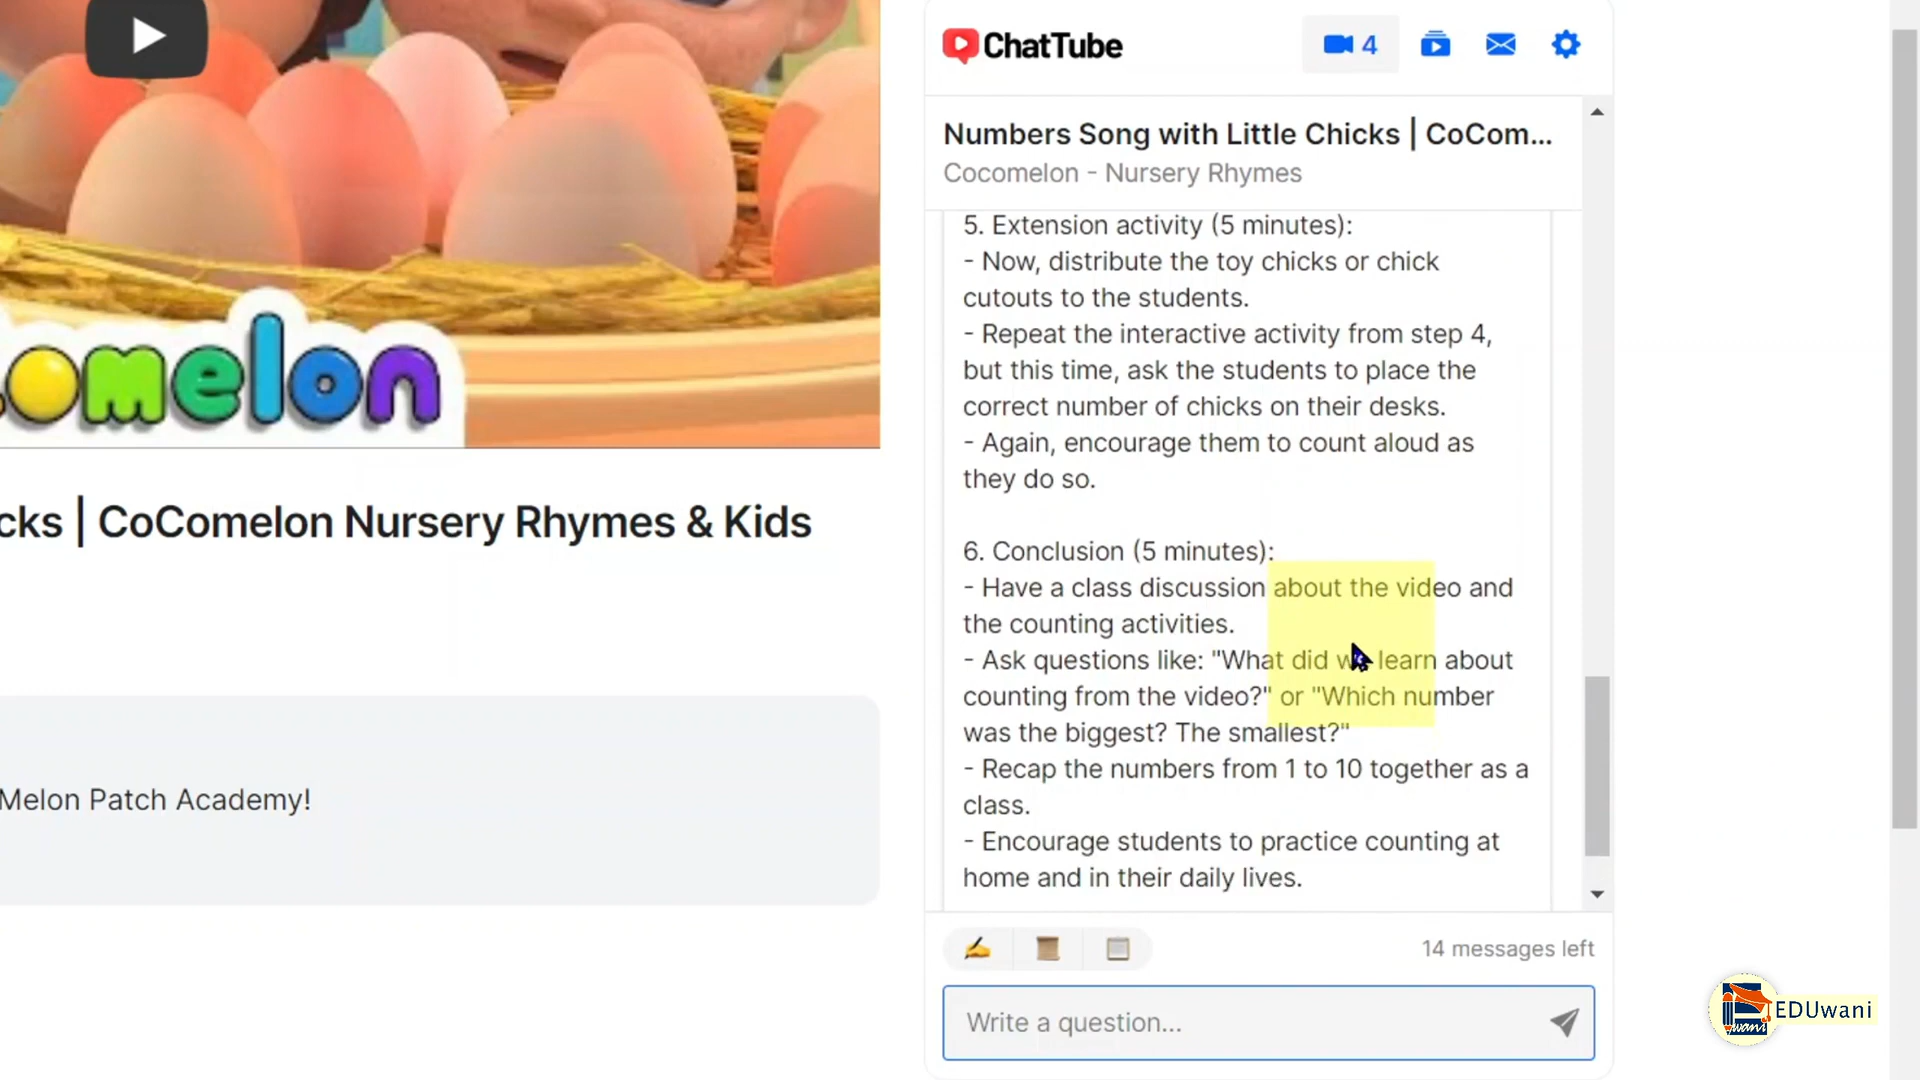 ChatTube
4
Numbers Song with Little Chicks | CoCom...
Cocomelon - Nursery Rhymes
5. Extension activity (5 minutes):
- Now, distribute the toy chicks or chick
cutouts to the students.
- Repeat the interactive activity from step 4,
but this time, ask the students to place the
correct number of chicks on their desks.
- Again, encourage them to count aloud as
they do so.
6. Conclusion (5 minutes):
- Have a class discussion about the video and
the counting activities.
- Ask questions like: "What did we learn about
counting from the video?" or "Which number
was the biggest? The smallest?"
- Recap the numbers from 1 to 10 together as a
class.
- Encourage students to practice counting at
home and in their daily lives.
14 messages left
Write a question...
omelon
cks | CoComelon Nursery Rhymes & Kids
Melon Patch Academy!
EDUwani
wani